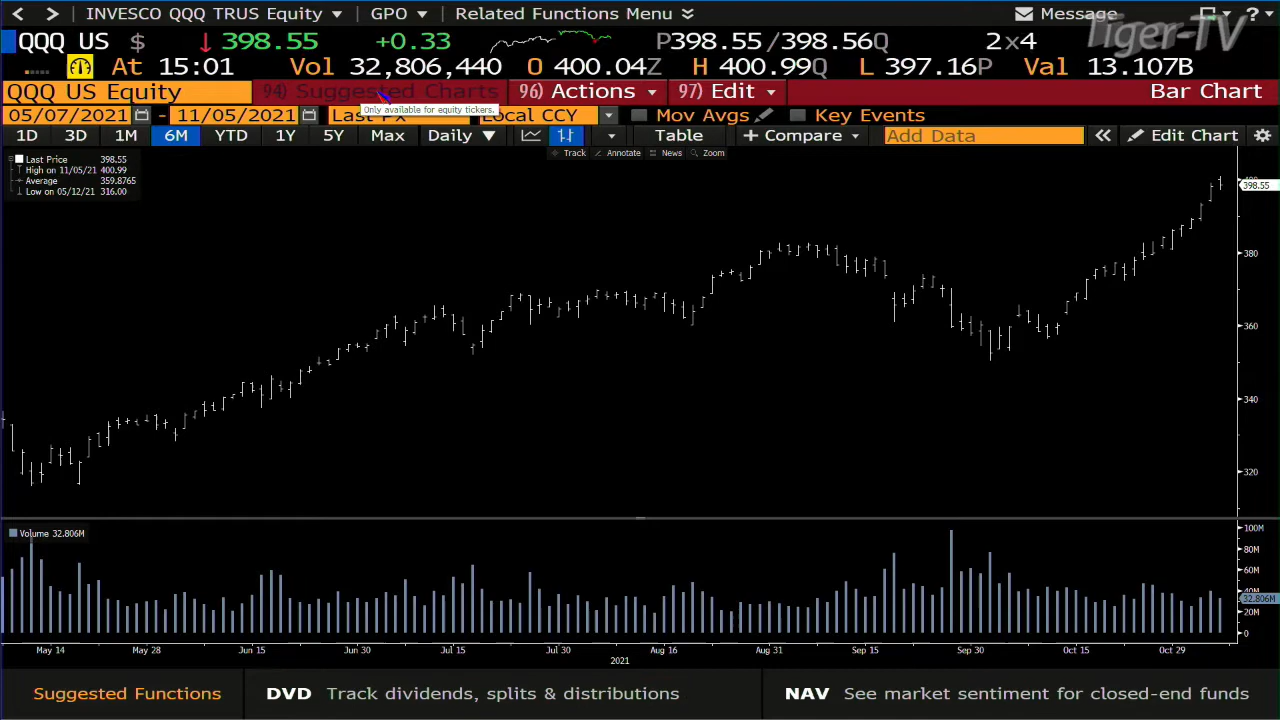 INVESCO QQQ TRUS Equity GPO Related Functions Menu Message ?
Tiger-TV
QQQ US $ 398.55 +0.33 P398.55/398.56Q 2x4
At 15:01 Vol 32,806,440 O 400.04Z H 400.99Q L 397.16P Val 13.107B
QQQ US Equity 94) Suggested Charts 96) Actions 97) Edit Bar Chart
Only available for equity tickers.
05/07/2021 - 11/05/2021 Last Px Local CCY Mov Avgs Key Events
1D 3D 1M 6M YTD 1Y 5Y Max Daily Table + Compare Add Data Edit Chart
Track Annotate News Zoom
Last Price 398.55
High on 11/05/21 400.99
Average 359.8765
Low on 05/12/21 316.00
398.55
380
360
340
320
Volume 32.806M
100M
80M
60M
32.806M
20M
0
May 14 May 28 Jun 15 Jun 30 Jul 15 Jul 30 Aug 16 Aug 31 Sep 15 Sep 30 Oct 15 Oct 29
2021
Suggested Functions DVD Track dividends, splits & distributions NAV See market sentiment for closed-end funds